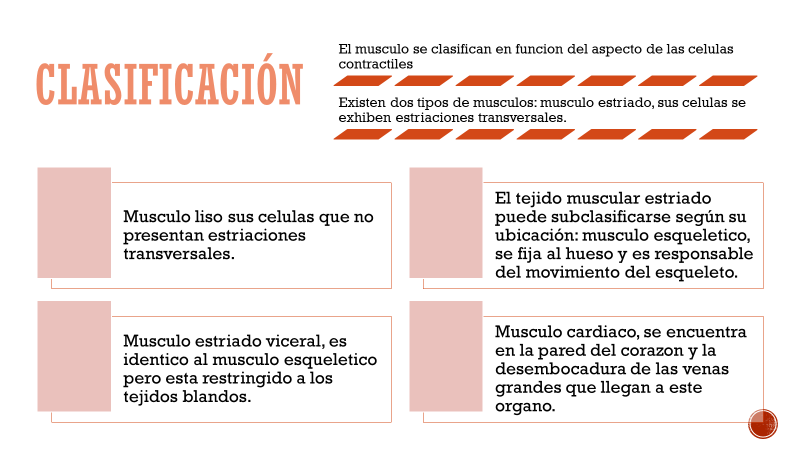 CLASIFICACIÓN
El musculo se clasifican en funcion del aspecto de las celulas
contractiles
Existen dos tipos de musculos: musculo estriado, sus celulas se
exhiben estriaciones transversales.
Musculo liso sus celulas que no
presentan estriaciones
transversales.
El tejido muscular estriado
puede subclasificarse según su
ubicación: musculo esqueletico,
se fija al hueso y es responsable
del movimiento del esqueleto.
Musculo estriado viceral, es
identico al musculo esqueletico
pero esta restringido a los
tejidos blandos.
Musculo cardiaco, se encuentra
en la pared del corazon y la
desembocadura de las venas
grandes que llegan a este
organo.